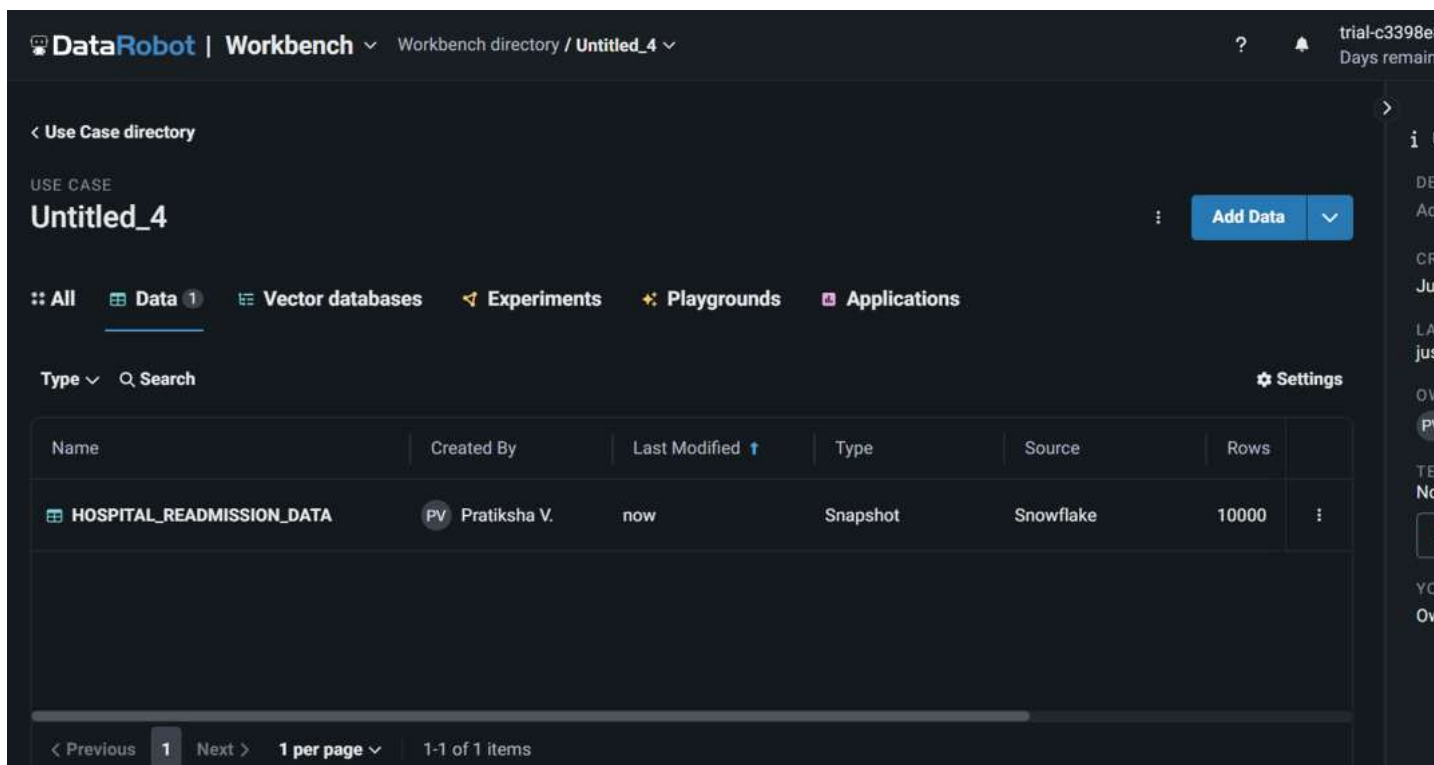 DataRobot | Workbench Workbench directory / Untitled_4 ? trial-c3398e
Days remain
< Use Case directory
USE CASE
Untitled_4
Add Data
All Data 1 Vector databases Experiments Playgrounds Applications
Type Search Settings
Name Created By Last Modified Type Source Rows
HOSPITAL_READMISSION_DATA PV Pratiksha V. now Snapshot Snowflake 10000
< Previous 1 Next > 1 per page 1-1 of 1 items